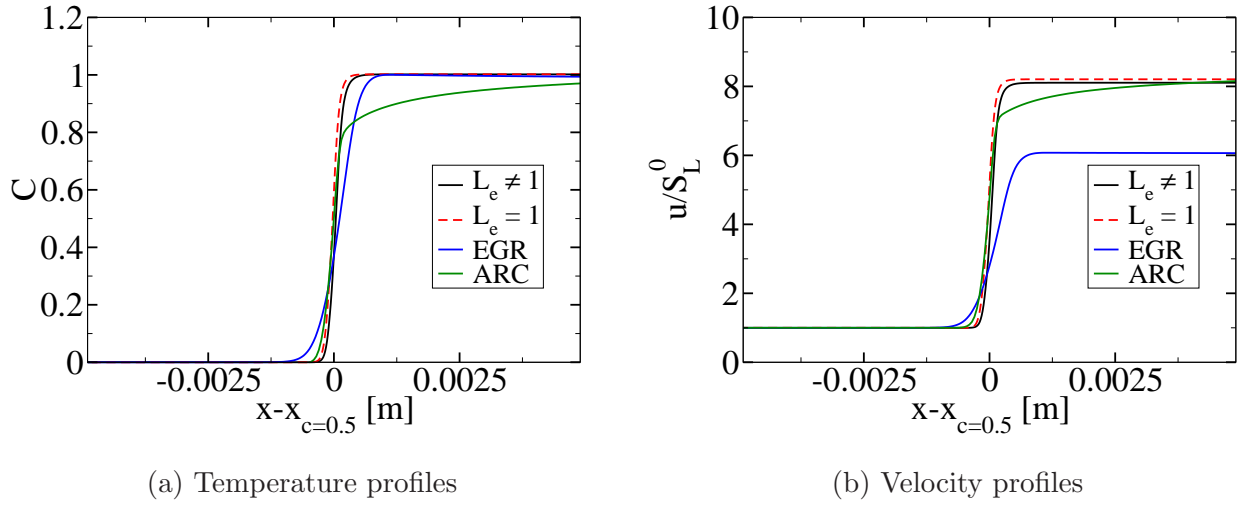 1.2
1
0.8
0.6
0.4
0.2
0
C
-0.0025 0 0.0025
x-x_{c=0.5} [m]
L_e ≠ 1
L_e = 1
EGR
ARC
(a) Temperature profiles
10
8
6
4
2
0
u/S_L^0
-0.0025 0 0.0025
x-x_{c=0.5} [m]
L_e ≠ 1
L_e = 1
EGR
ARC
(b) Velocity profiles